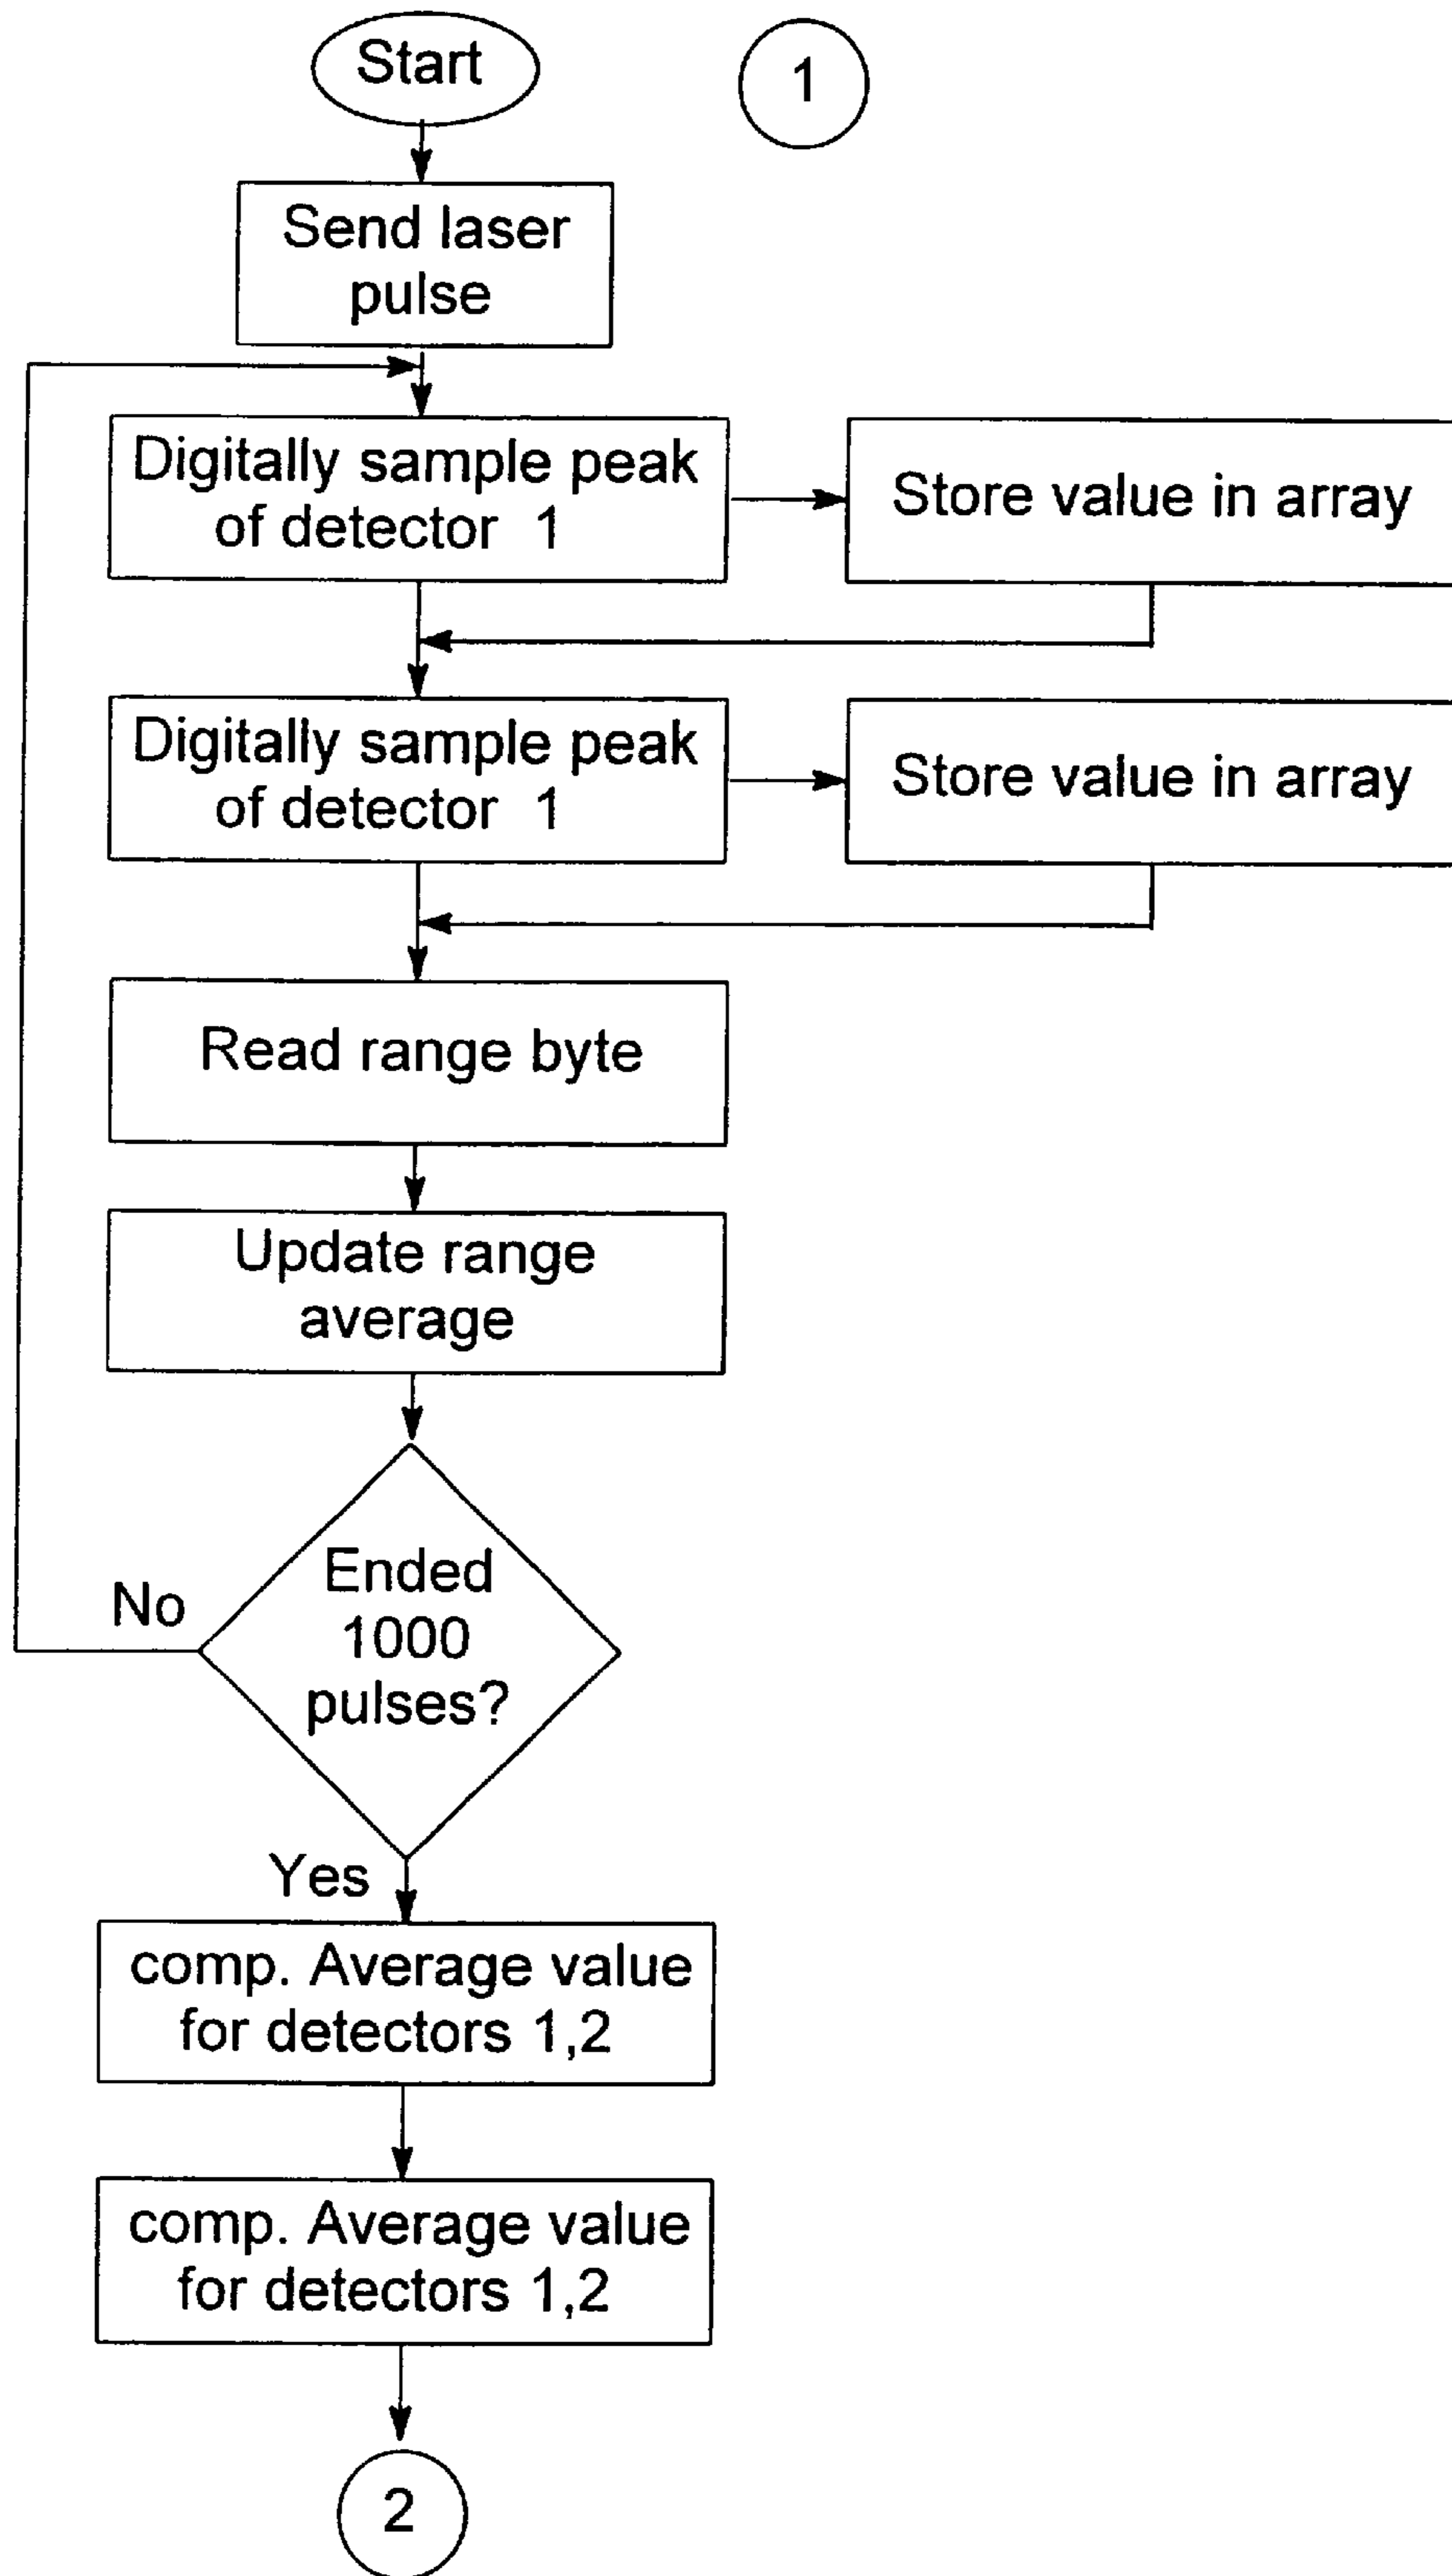 Start
1
Send laser
pulse
Digitally sample peak
of detector 1
Store value in array
Digitally sample peak
of detector 1
Store value in array
Read range byte
Update range
average
Ended
1000
pulses?
No
Yes
comp. Average value
for detectors 1,2
comp. Average value
for detectors 1,2
2